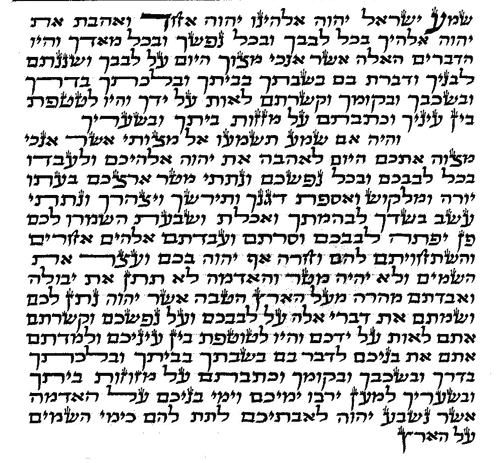 שמע ישראל יהוה אלהינו יהוה אחד ואהבת את
יהוה אלהיך בכל לבבך ובכל נפשך ובכל מאדך והיו
הדברים האלה אשר אנכי מצוך היום על לבבך ושננתם
לבניך ודברת בם בשבתך בביתך ובלכתך בדרך
ובשכבך ובקומך וקשרתם לאות על ידך והיו לטטפת
בין עיניך וכתבתם על מזזות ביתך ובשעריך
והיה אם שמע תשמעו אל מצותי אשר אנכי
מצוה אתכם היום לאהבה את יהוה אלהיכם ולעבדו
בכל לבבכם ובכל נפשכם ונתתי מטר ארצכם בעתו
יורה ומלקוש ואספת דגנך ותירשך ויצהרך ונתתי
עשב בשדך לבהמתך ואכלת ושבעת השמרו לכם
פן יפתה לבבכם וסרתם ועבדתם אלהים אחרים
והשתחויתם להם וחרה אף יהוה בכם ועצר את
השמים ולא יהיה מטר והאדמה לא תתן את יבולה
ואבדתם מהרה מעל הארץ הטבה אשר יהוה נתן לכם
ושמתם את דברי אלה על לבבכם ועל נפשכם וקשרתם
אתם לאות על ידכם והיו לטוטפת בין עיניכם ולמדתם
אתם את בניכם לדבר בם בשבתך בביתך ובלכתך
בדרך ובשכבך ובקומך וכתבתם על מזוזות ביתך
ובשעריך למען ירבו ימיכם וימי בניכם על האדמה
אשר נשבע יהוה לאבתיכם לתת להם כימי השמים
על הארץ